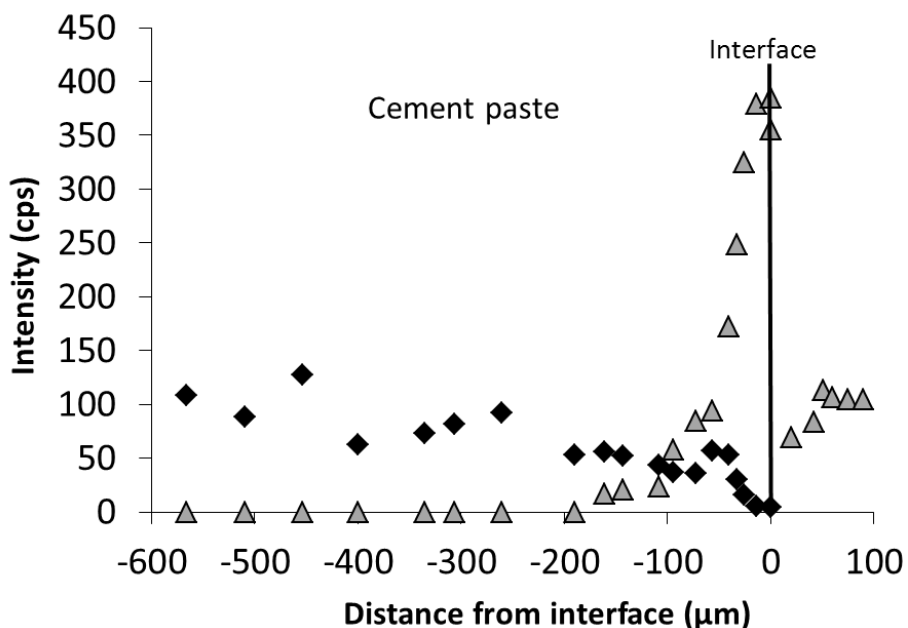 450
400
350
300
250
200
150
100
50
0
Intensity (cps)
Interface
Cement paste
-600 -500 -400 -300 -200 -100 0 100
Distance from interface (μm)